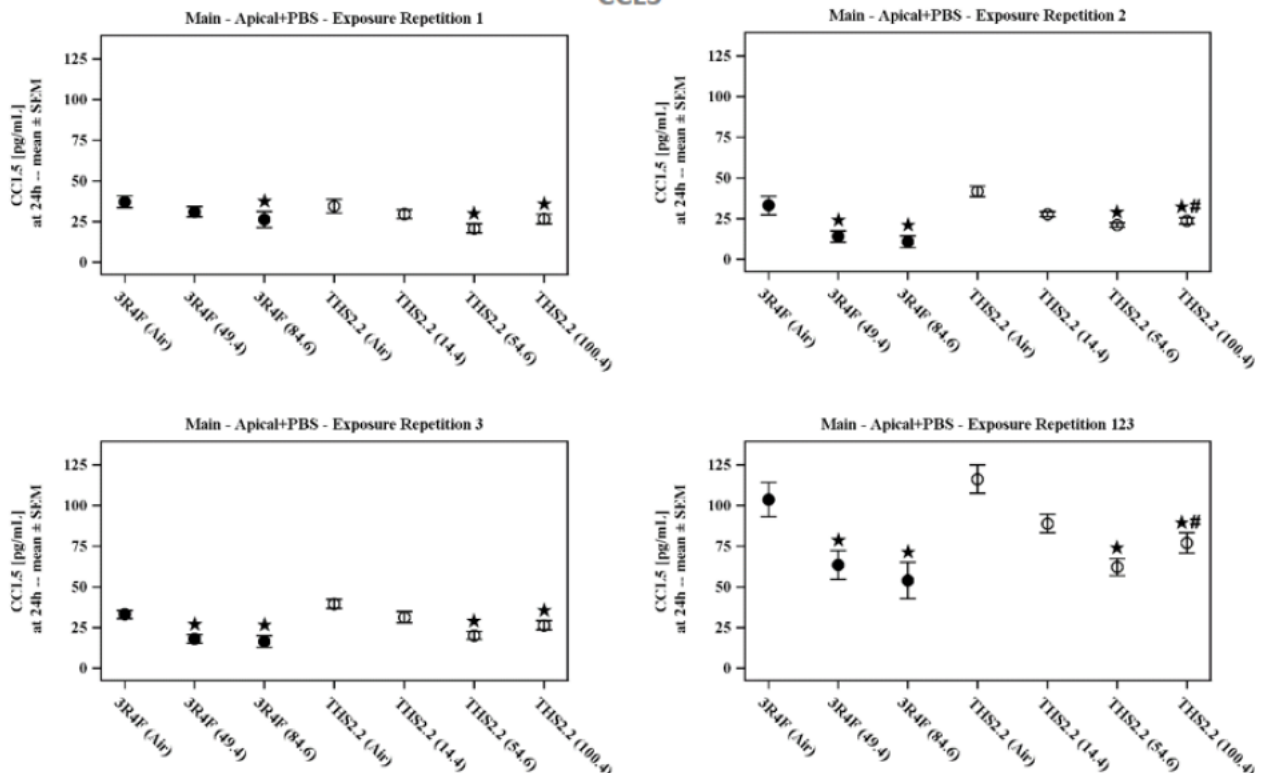 Main - Apical+PBS - Exposure Repetition 1
CCL5 [pg/mL]
at 24h -- mean ± SEM
125
100
75
50
25
0
★
★
★
3R4F (Air)
3R4F (49.4)
3R4F (84.6)
THS2.2 (Air)
THS2.2 (14.4)
THS2.2 (54.6)
THS2.2 (100.4)
Main - Apical+PBS - Exposure Repetition 2
CCL5 [pg/mL]
at 24h -- mean ± SEM
125
100
75
50
25
0
★
★
★
★#
3R4F (Air)
3R4F (49.4)
3R4F (84.6)
THS2.2 (Air)
THS2.2 (14.4)
THS2.2 (54.6)
THS2.2 (100.4)
Main - Apical+PBS - Exposure Repetition 3
CCL5 [pg/mL]
at 24h -- mean ± SEM
125
100
75
50
25
0
★
★
★
★
3R4F (Air)
3R4F (49.4)
3R4F (84.6)
THS2.2 (Air)
THS2.2 (14.4)
THS2.2 (54.6)
THS2.2 (100.4)
Main - Apical+PBS - Exposure Repetition 123
CCL5 [pg/mL]
at 24h -- mean ± SEM
125
100
75
50
25
0
★
★
★
★#
3R4F (Air)
3R4F (49.4)
3R4F (84.6)
THS2.2 (Air)
THS2.2 (14.4)
THS2.2 (54.6)
THS2.2 (100.4)